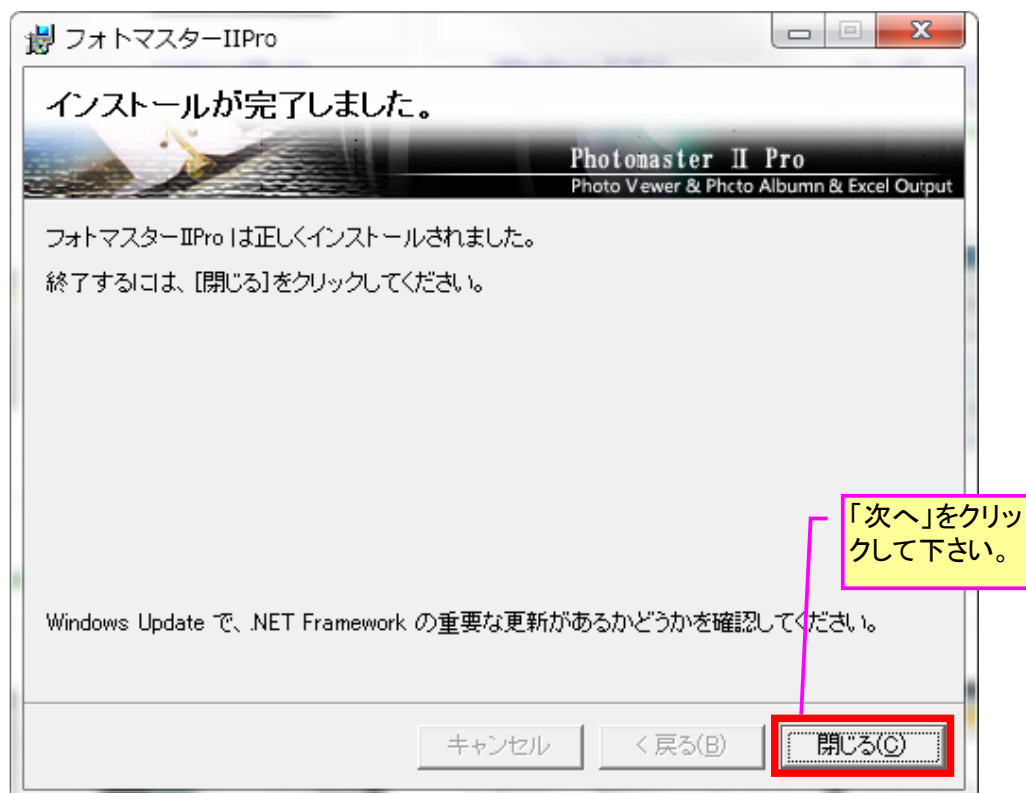 フォトマスターIIPro
インストールが完了しました。
Photomaster Ⅱ Pro
Photo Viewer & Photo Albumn & Excel Output
フォトマスターⅡPro は正しくインストールされました。
終了するには、[閉じる]をクリックしてください。
「次へ」をクリッ
クして下さい。
Windows Update で、.NET Framework の重要な更新があるかどうかを確認してください。
キャンセル
< 戻る(B)
閉じる(C)